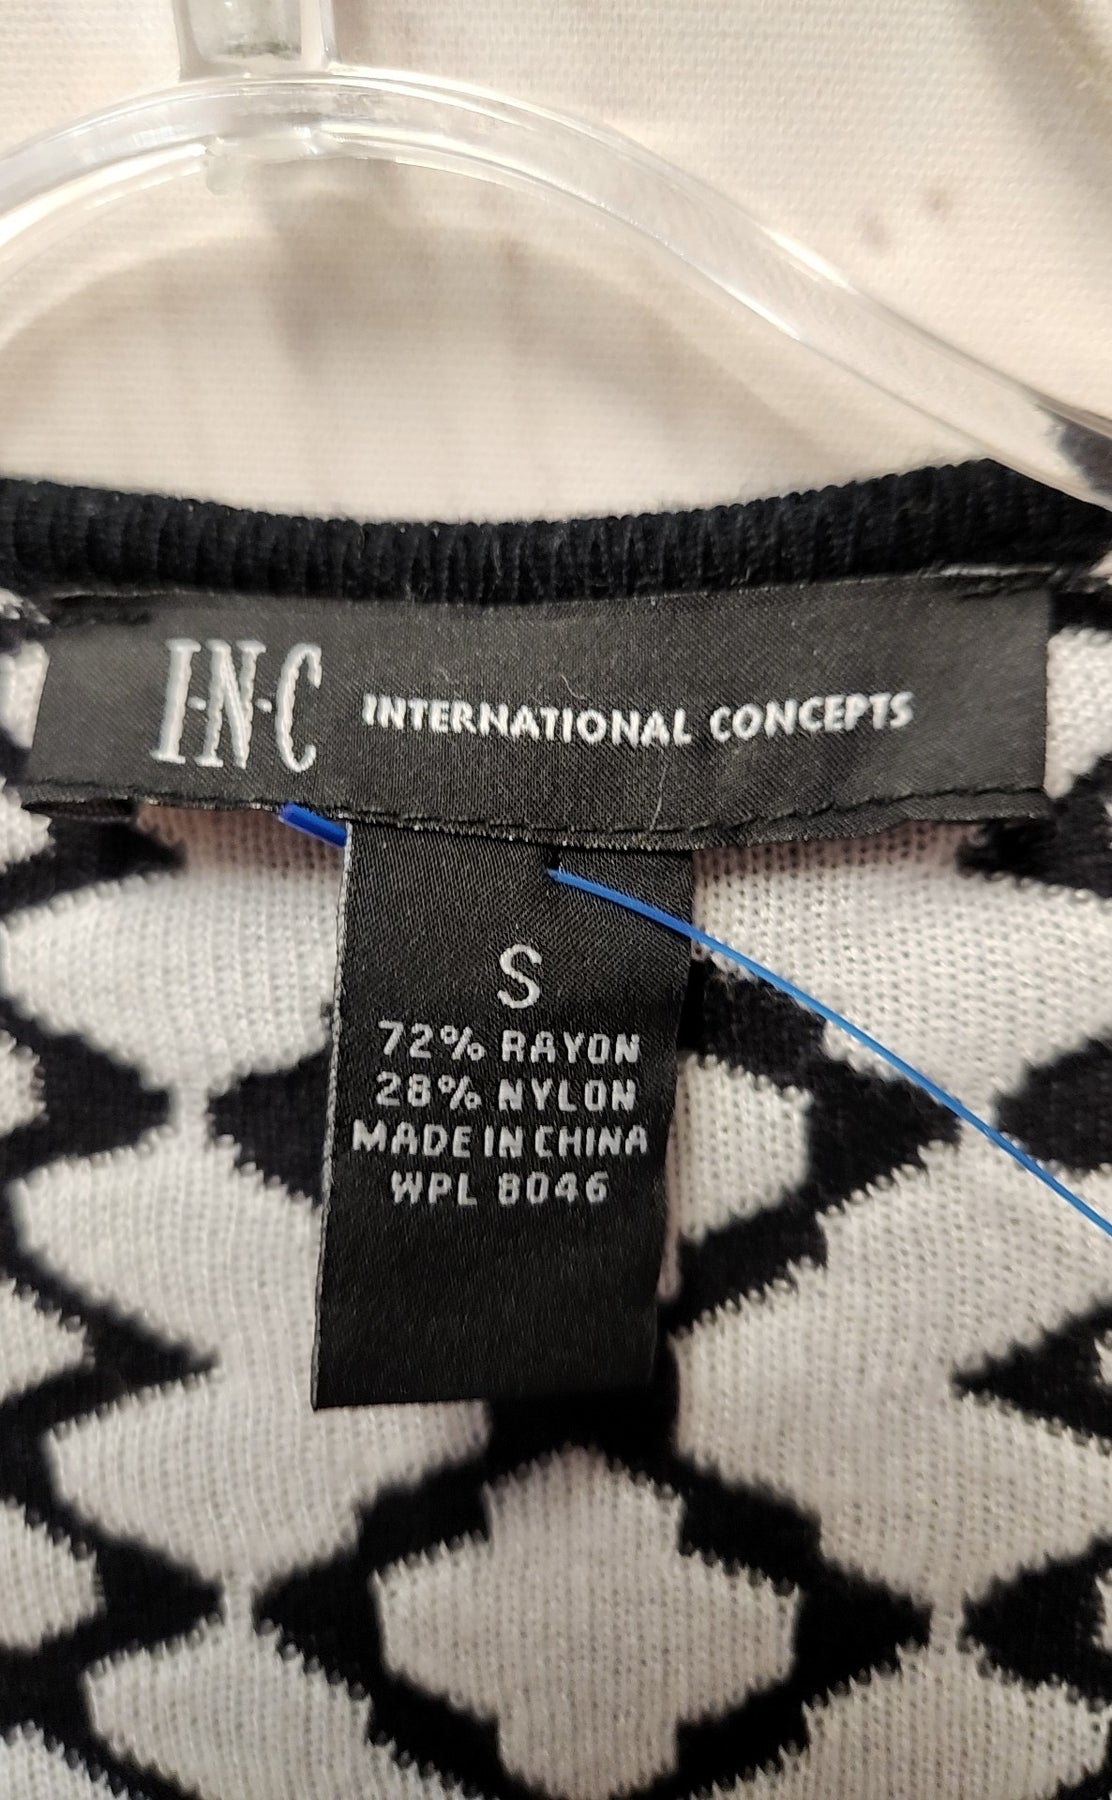 I·N·C INTERNATIONAL CONCEPTS
S
72% RAYON
28% NYLON
MADE IN CHINA
WPL 8046